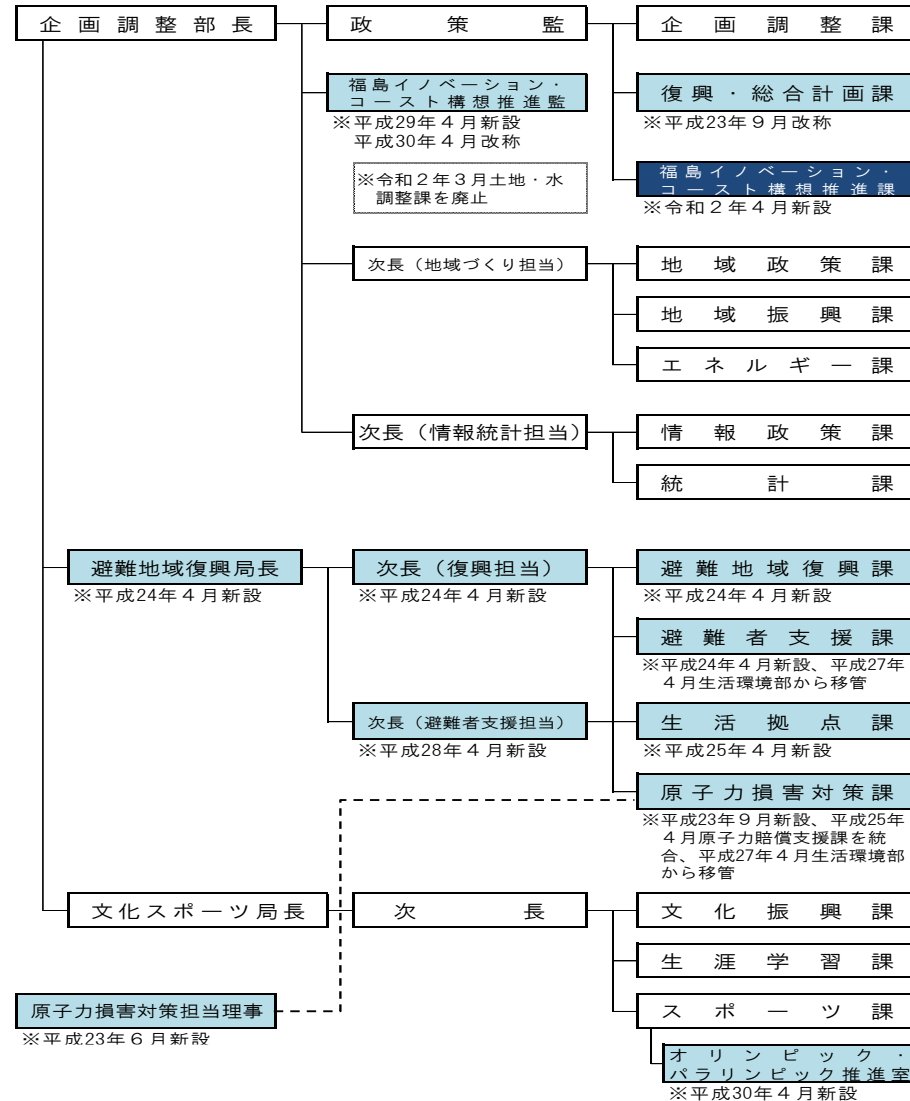 企画調整部長
政策監
企画調整課
福島イノベーション・
コースト構想推進監
※平成29年４月新設
平成30年４月改称
復興・総合計画課
※平成23年９月改称
※令和２年３月土地・水
調整課を廃止
福島イノベーション・
コースト構想推進課
※令和２年４月新設
次長（地域づくり担当）
地域政策課
地域振興課
エネルギー課
次長（情報統計担当）
情報政策課
統計課
避難地域復興局長
※平成24年４月新設
次長（復興担当）
※平成24年４月新設
避難地域復興課
※平成24年４月新設
避難者支援課
※平成24年４月新設、平成27年
４月生活環境部から移管
次長（避難者支援担当）
※平成28年４月新設
生活拠点課
※平成25年４月新設
原子力損害対策課
※平成23年９月新設、平成25年
４月原子力賠償支援課を統
合、平成27年４月生活環境部
から移管
文化スポーツ局長
次長
文化振興課
生涯学習課
スポーツ課
原子力損害対策担当理事
※平成23年６月新設
オリンピック・
パラリンピック推進室
※平成30年４月新設